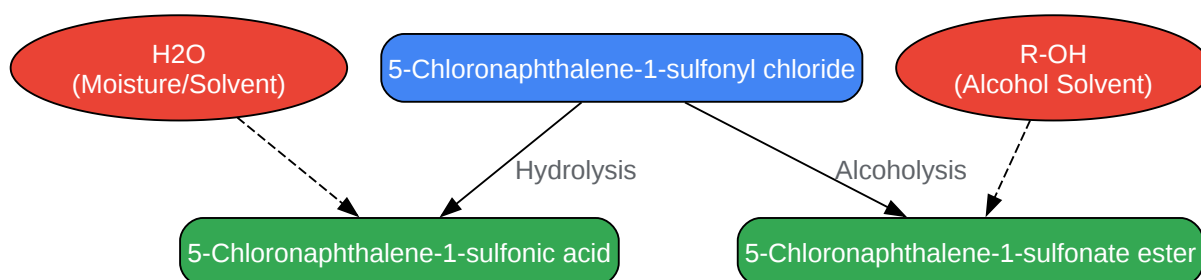 H2O
(Moisture/Solvent)
5-Chloronaphthalene-1-sulfonyl chloride
R-OH
(Alcohol Solvent)
Hydrolysis
Alcoholysis
5-Chloronaphthalene-1-sulfonic acid
5-Chloronaphthalene-1-sulfonate ester